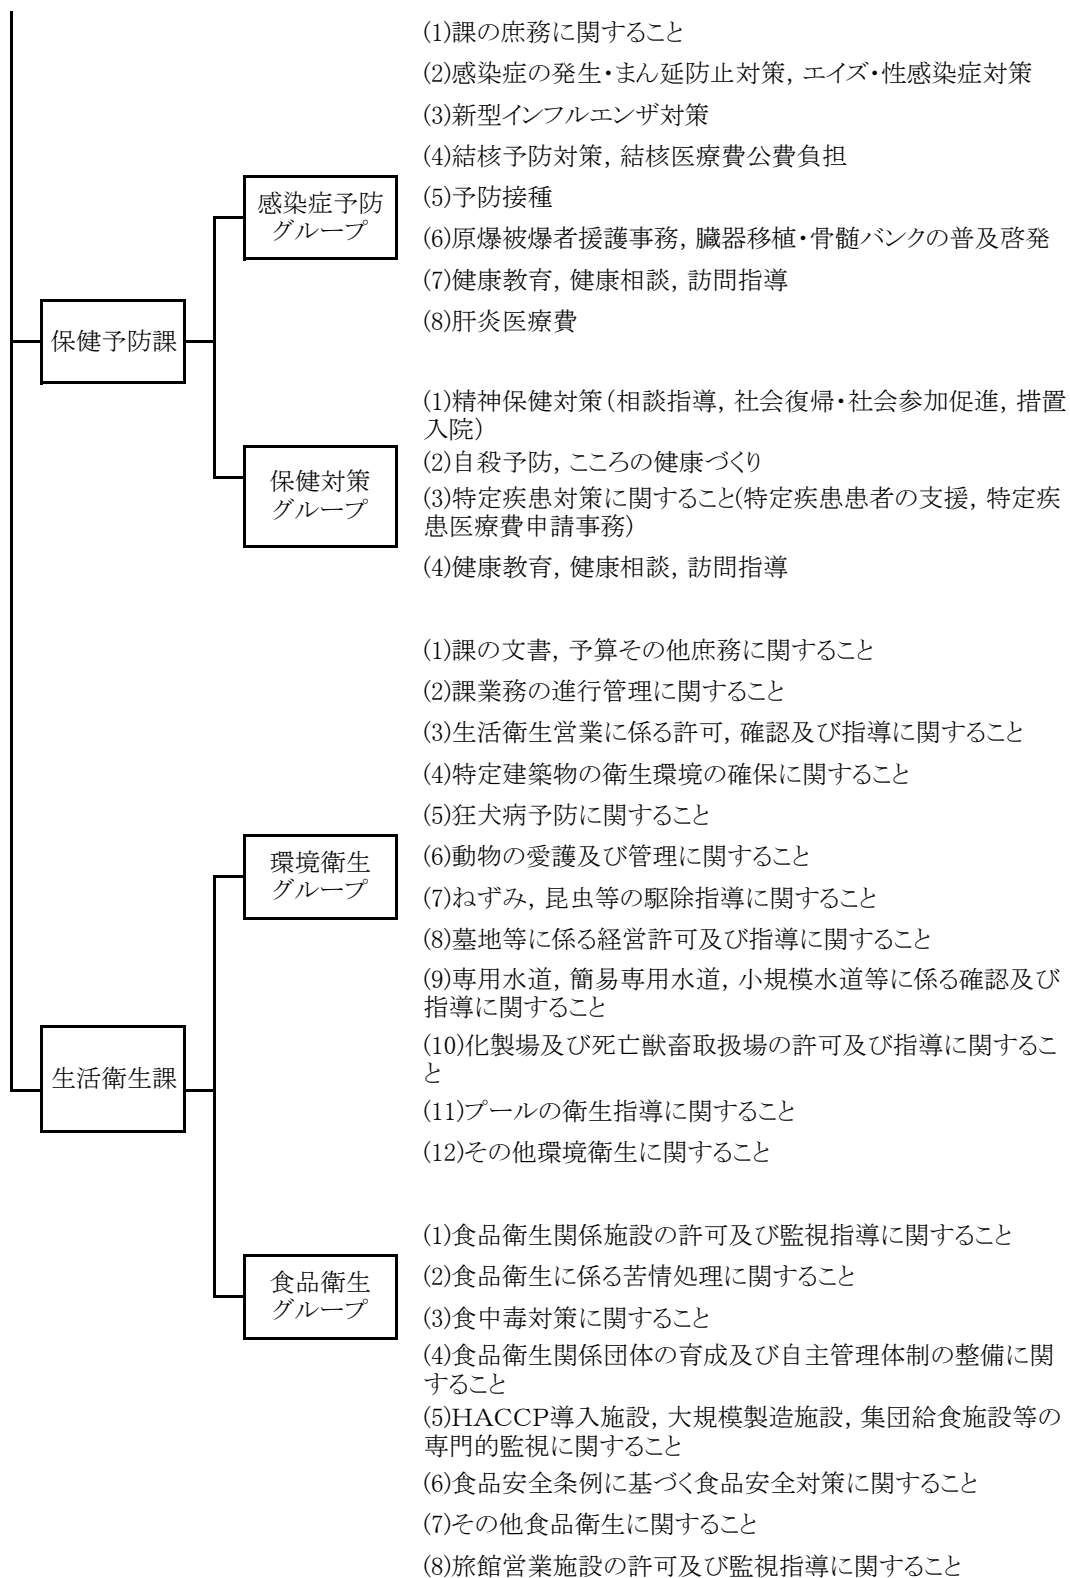 保健予防課
感染症予防
グループ
(1)課の庶務に関すること
(2)感染症の発生・まん延防止対策, エイズ・性感染症対策
(3)新型インフルエンザ対策
(4)結核予防対策, 結核医療費公費負担
(5)予防接種
(6)原爆被爆者援護事務, 臓器移植・骨髄バンクの普及啓発
(7)健康教育, 健康相談, 訪問指導
(8)肝炎医療費
保健対策
グループ
(1)精神保健対策(相談指導, 社会復帰・社会参加促進, 措置
入院)
(2)自殺予防, こころの健康づくり
(3)特定疾患対策に関すること(特定疾患患者の支援, 特定疾
患医療費申請事務)
(4)健康教育, 健康相談, 訪問指導
生活衛生課
環境衛生
グループ
(1)課の文書, 予算その他庶務に関すること
(2)課業務の進行管理に関すること
(3)生活衛生営業に係る許可, 確認及び指導に関すること
(4)特定建築物の衛生環境の確保に関すること
(5)狂犬病予防に関すること
(6)動物の愛護及び管理に関すること
(7)ねずみ, 昆虫等の駆除指導に関すること
(8)墓地等に係る経営許可及び指導に関すること
(9)専用水道, 簡易専用水道, 小規模水道等に係る確認及び
指導に関すること
(10)化製場及び死亡獣畜取扱場の許可及び指導に関するこ
と
(11)プールの衛生指導に関すること
(12)その他環境衛生に関すること
食品衛生
グループ
(1)食品衛生関係施設の許可及び監視指導に関すること
(2)食品衛生に係る苦情処理に関すること
(3)食中毒対策に関すること
(4)食品衛生関係団体の育成及び自主管理体制の整備に関
すること
(5)HACCP導入施設, 大規模製造施設, 集団給食施設等の
専門的監視に関すること
(6)食品安全条例に基づく食品安全対策に関すること
(7)その他食品衛生に関すること
(8)旅館営業施設の許可及び監視指導に関すること